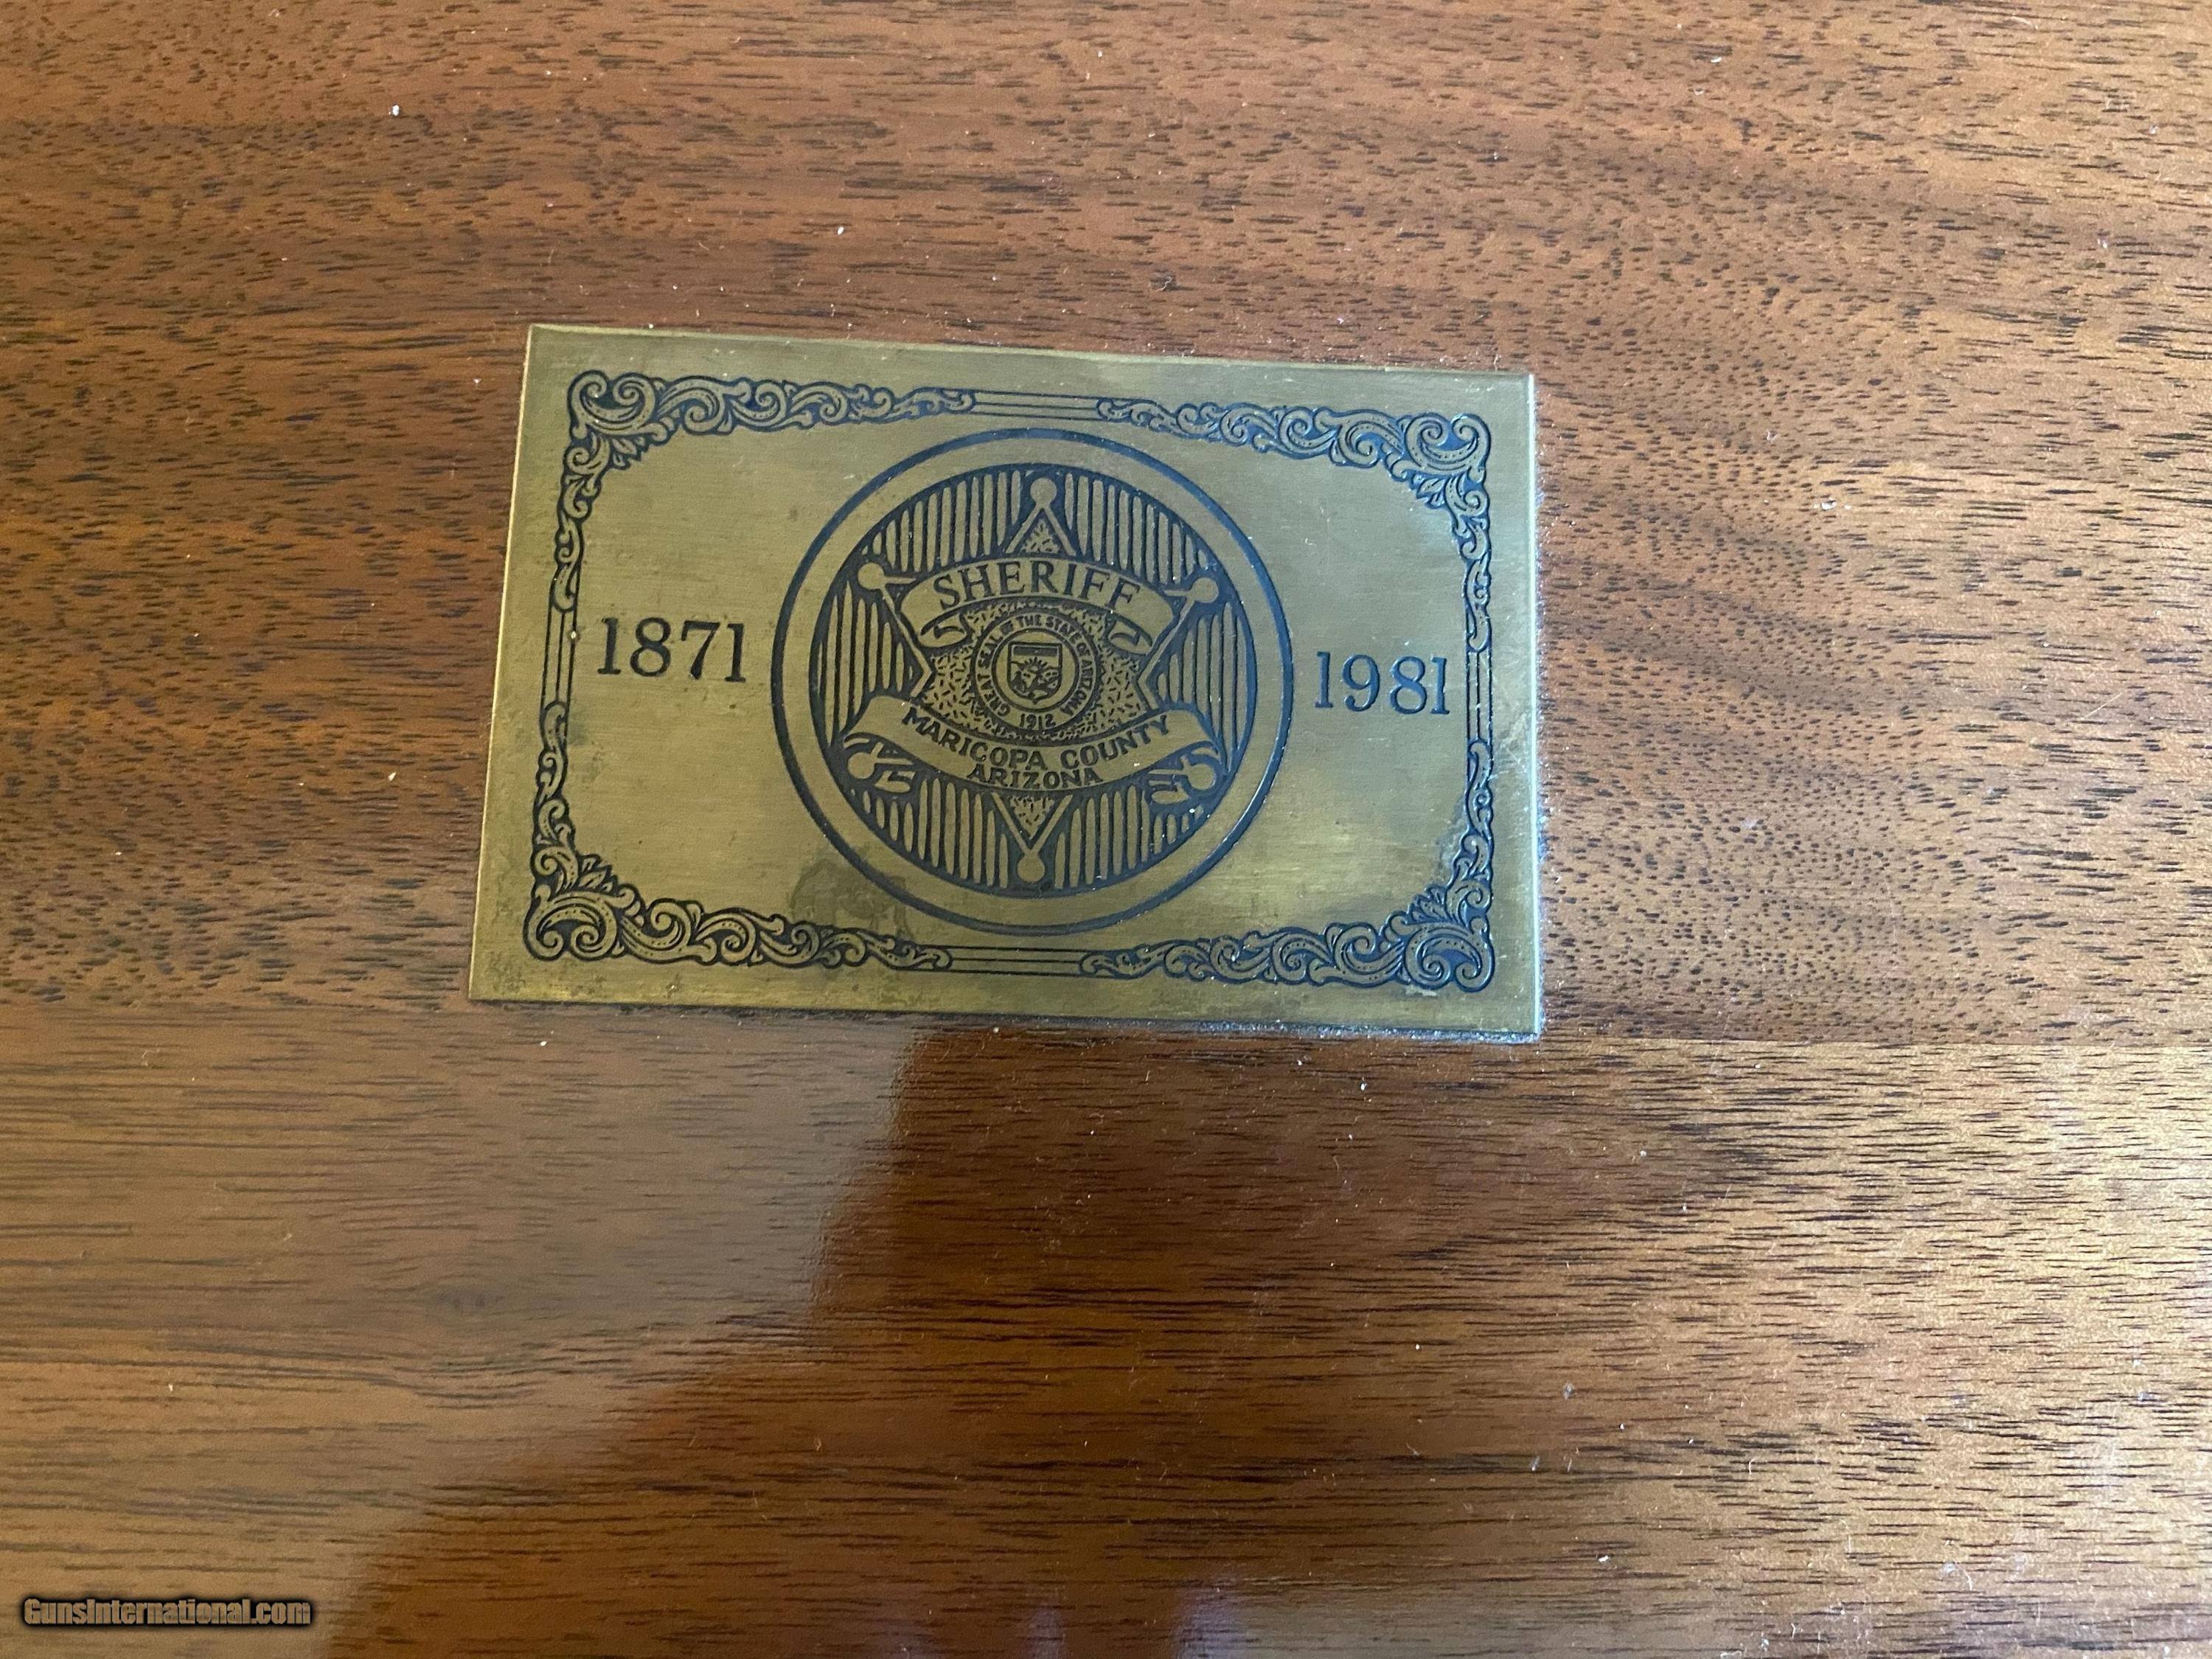 1871
SHERIFF
GREAT SEAL OF THE STATE OF ARIZONA
1912
MARICOPA COUNTY
ARIZONA
1981
GunsInternational.com